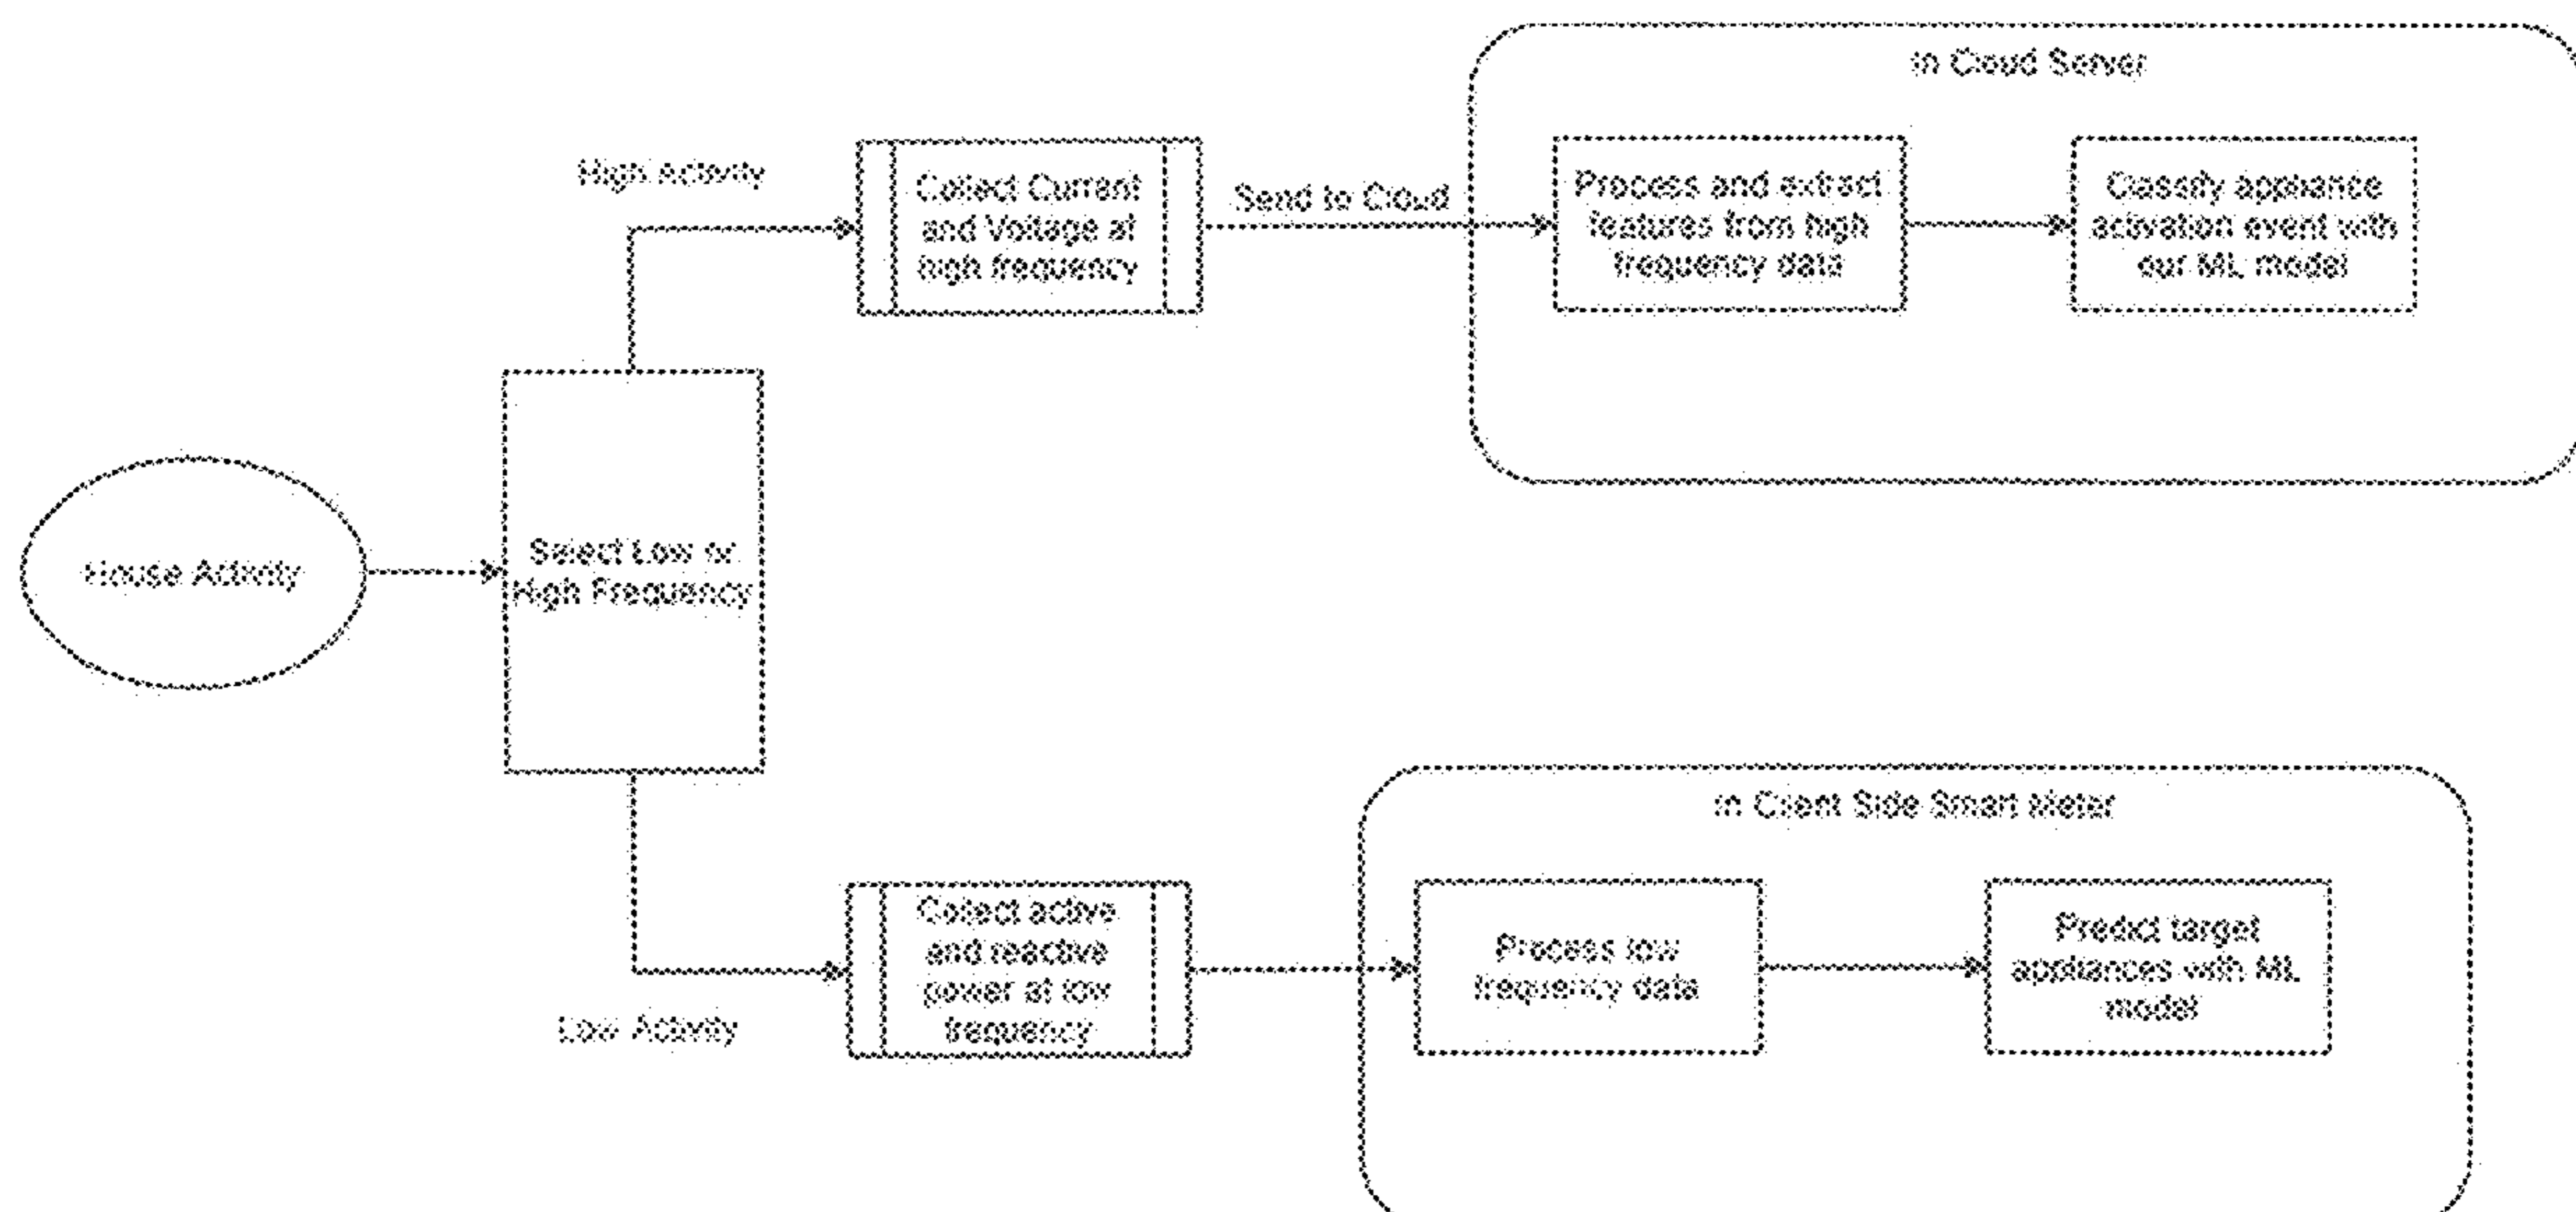 In Cloud Server
High Activity
Collect Current
and Voltage at
high frequency
Send to Cloud
Process and extract
features from high
frequency data
Classify appliance
activation event with
our ML model
House Activity
Select Low or
High Frequency
In Client Side Smart Meter
Low Activity
Collect active
and reactive
power at low
frequency
Process low
frequency data
Predict target
appliances with ML
model